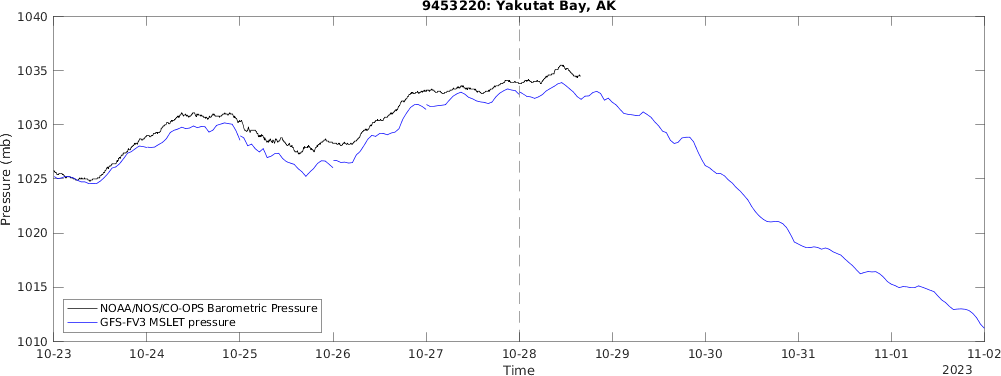 9453220: Yakutat Bay, AK
1040
1035
1030
1025
1020
1015
1010
Pressure (mb)
NOAA/NOS/CO-OPS Barometric Pressure
GFS-FV3 MSLET pressure
10-23 10-24 10-25 10-26 10-27 10-28 10-29 10-30 10-31 11-01 11-02
Time
2023